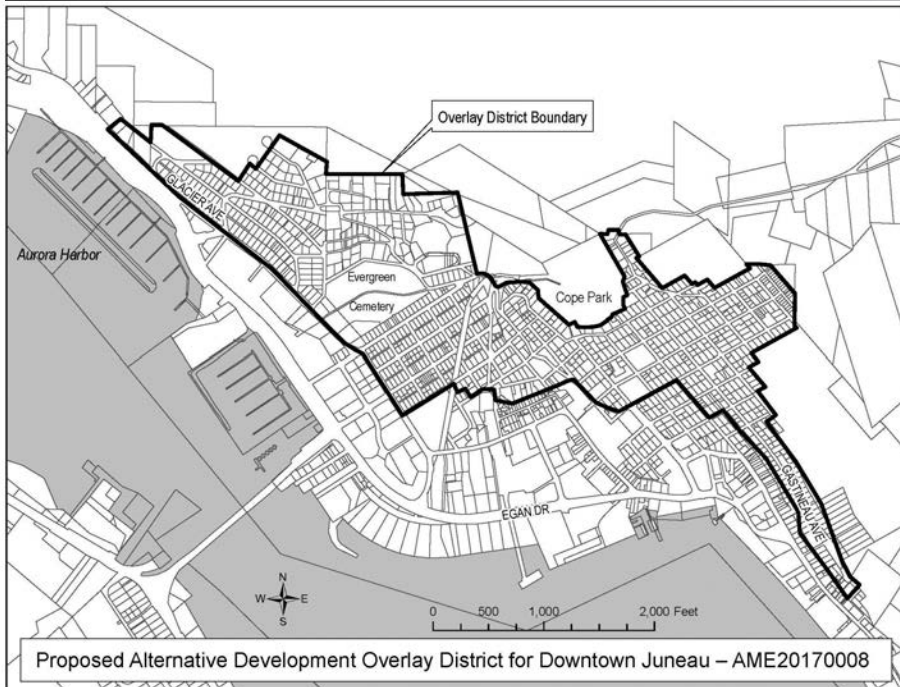 Overlay District Boundary
GLACIER AVE
Aurora Harbor
Evergreen
Cemetery
Cope Park
GASTINEAU AVE
EGAN DR
N
W E
S
0 500 1,000 2,000 Feet
Proposed Alternative Development Overlay District for Downtown Juneau – AME20170008